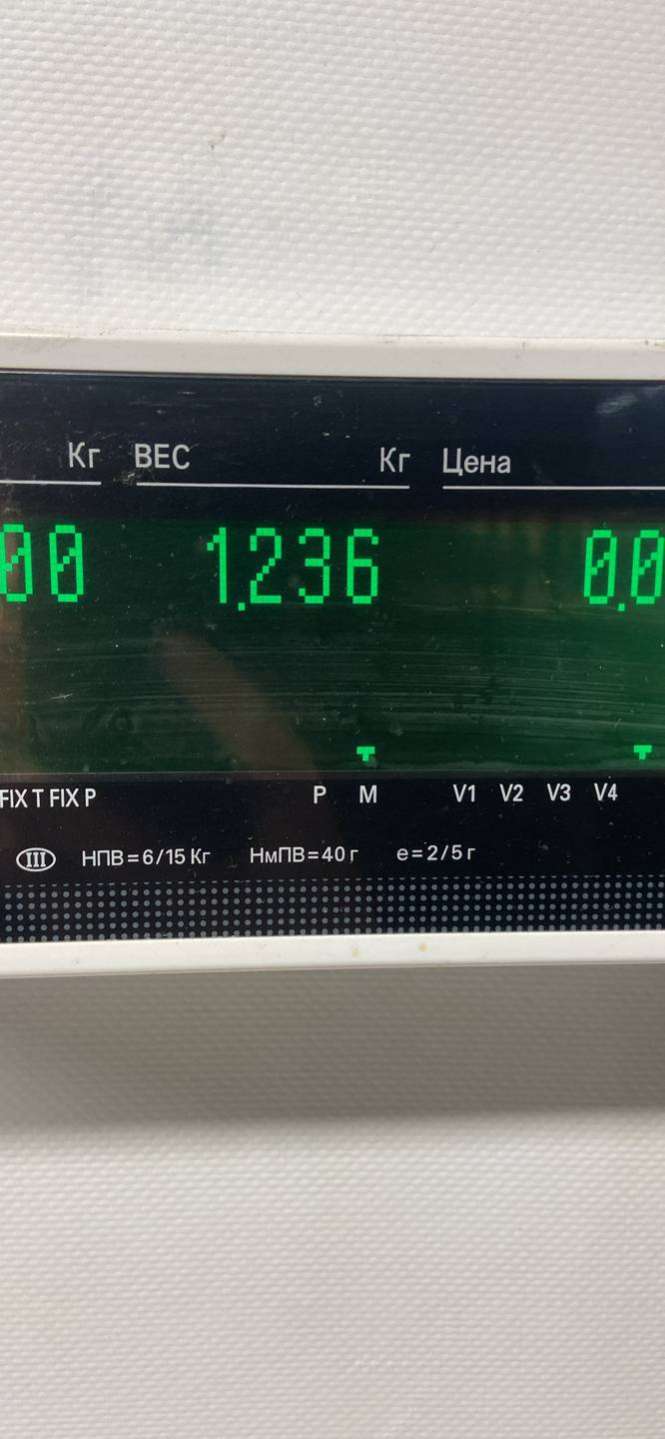 Кг ВЕС Кг Цена
00 1.236 0.0
FIX T FIX P P M V1 V2 V3 V4
III НПВ=6/15 Кг НмПВ=40 г e=2/5 г